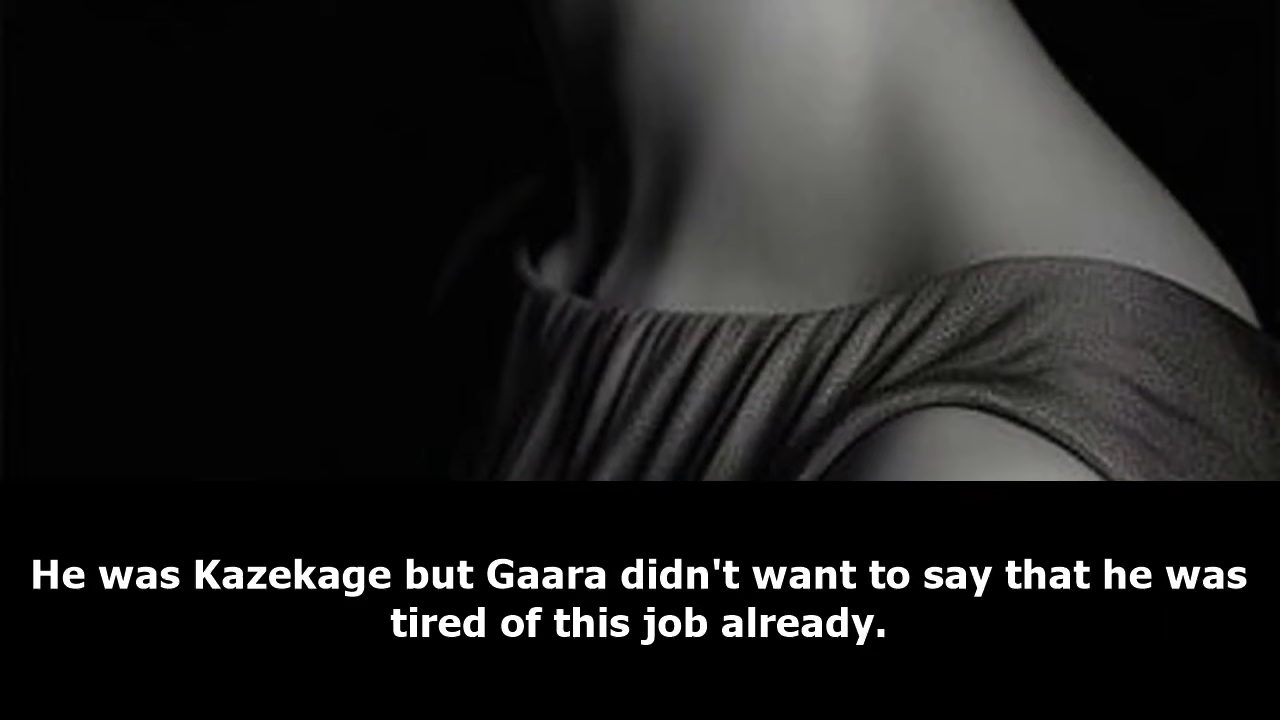 He was Kazekage but Gaara didn't want to say that he was
tired of this job already.